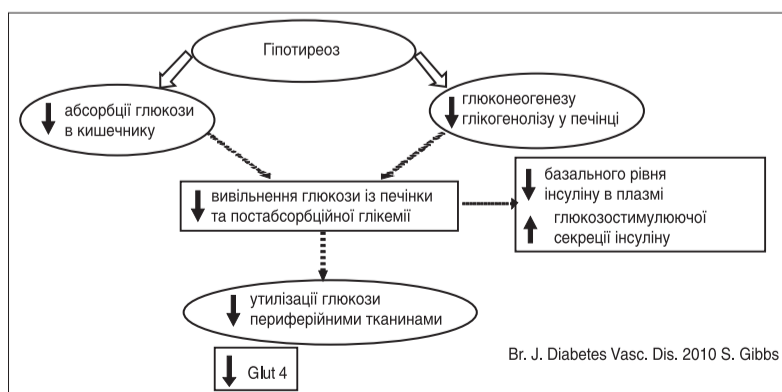 Гіпотиреоз
абсорбції глюкози
в кишечнику
глюконеогенезу
глікогенолізу у печінці
вивільнення глюкози із печінки
та постабсорбційної глікемії
базального рівня
інсуліну в плазмі
глюкозостимулюючої
секреції інсуліну
утилізації глюкози
периферійними тканинами
Glut 4
Br. J. Diabetes Vasc. Dis. 2010 S. Gibbs